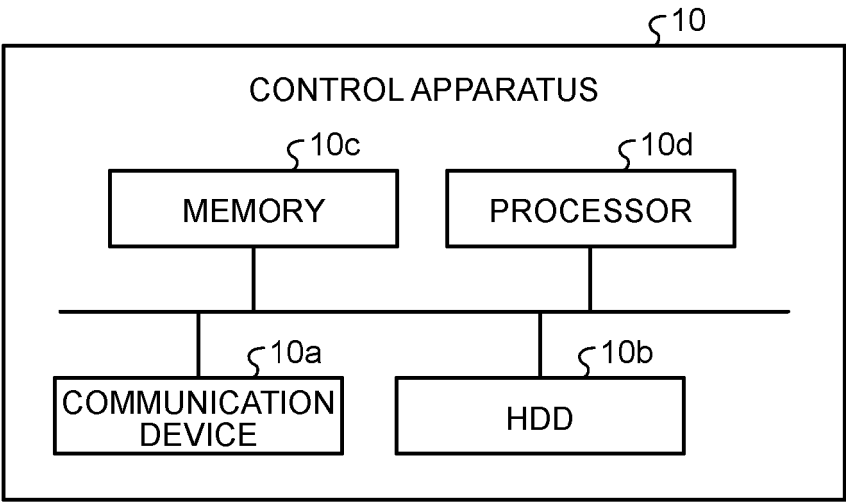 10
CONTROL APPARATUS
10c
10d
MEMORY
PROCESSOR
10a
10b
COMMUNICATION
DEVICE
HDD